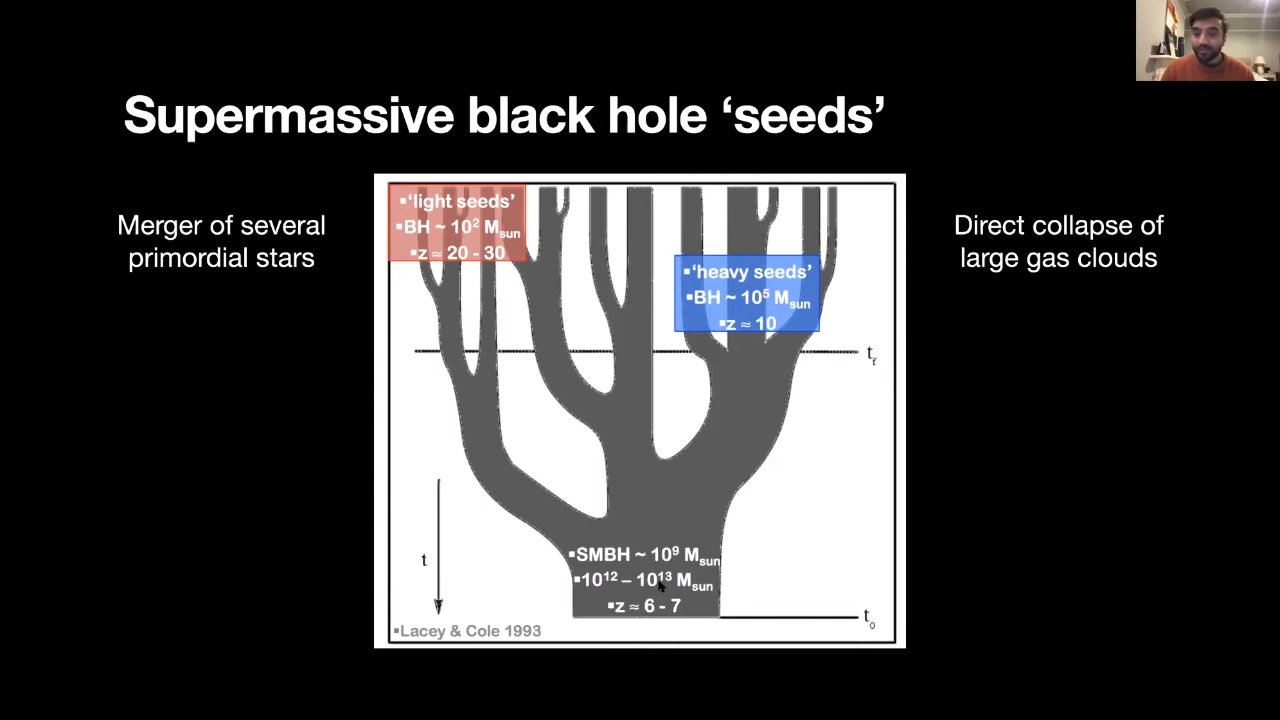 Supermassive black hole ‘seeds’
Merger of several
primordial stars
▪‘light seeds’
▪BH ~ 10² Msun
▪z ≈ 20 - 30
▪‘heavy seeds’
▪BH ~ 10⁵ Msun
▪z ≈ 10
Direct collapse of
large gas clouds
tf
t
▪SMBH ~ 10⁹ Msun
▪10¹² – 10¹³ Msun
▪z ≈ 6 - 7
t₀
▪Lacey & Cole 1993